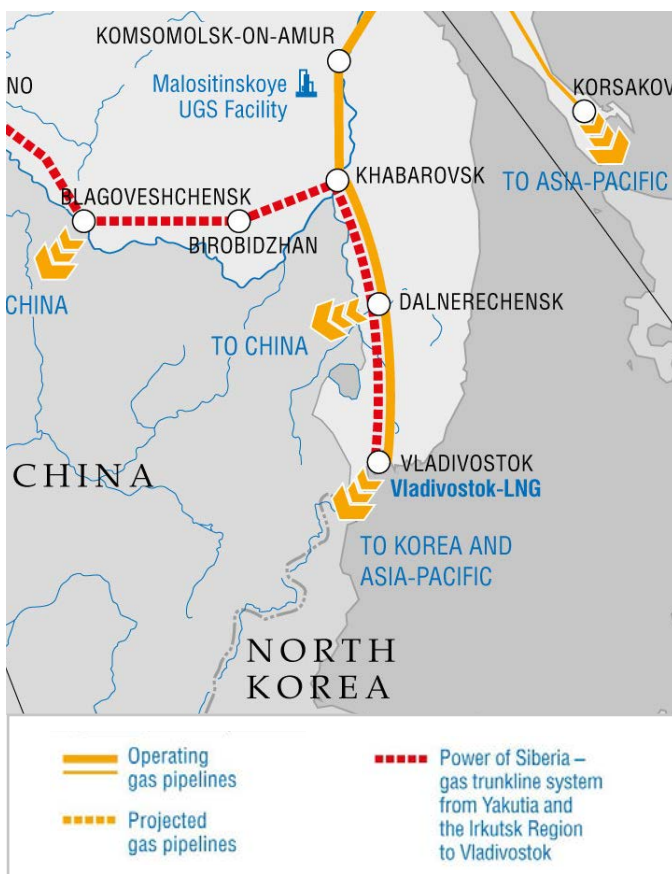 KOMSOMOLSK-ON-AMUR
Malositinskoye
UGS Facility
NO
KORSAKOV
KHABAROVSK
TO ASIA-PACIFIC
BLAGOVESHCHENSK
BIROBIDZHAN
CHINA
DALNERECHENSK
TO CHINA
CHINA
VLADIVOSTOK
Vladivostok-LNG
TO KOREA AND
ASIA-PACIFIC
NORTH
KOREA
Operating
gas pipelines
Projected
gas pipelines
Power of Siberia –
gas trunkline system
from Yakutia and
the Irkutsk Region
to Vladivostok